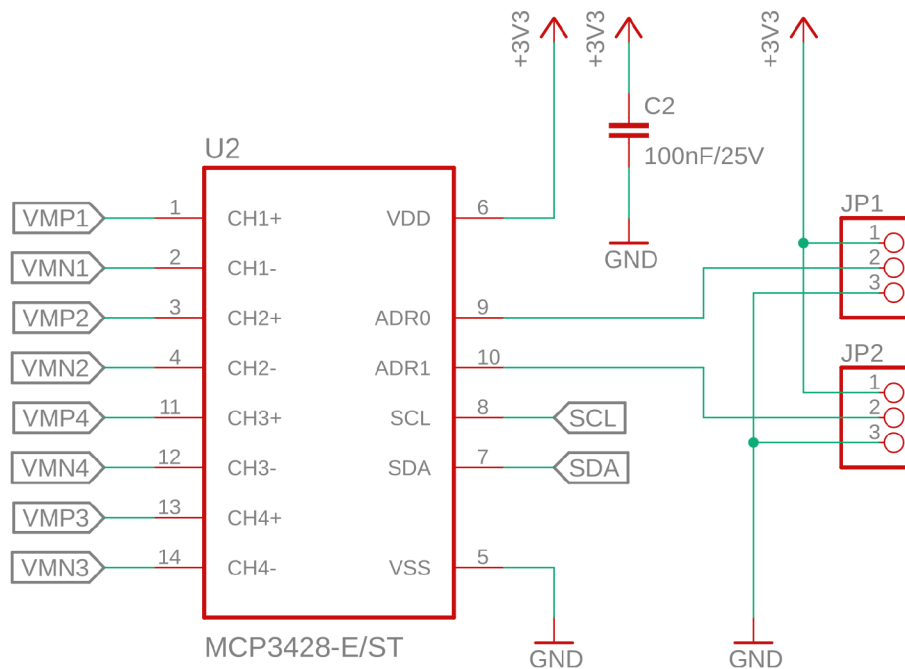 +3V3
+3V3
+3V3
C2
100nF/25V
GND
U2
VMP1 1 CH1+ VDD 6
VMN1 2 CH1-
VMP2 3 CH2+ ADR0 9
VMN2 4 CH2- ADR1 10
VMP4 11 CH3+ SCL 8 SCL
VMN4 12 CH3- SDA 7 SDA
VMP3 13 CH4+
VMN3 14 CH4- VSS 5
MCP3428-E/ST
GND
GND
JP1
1
2
3
JP2
1
2
3